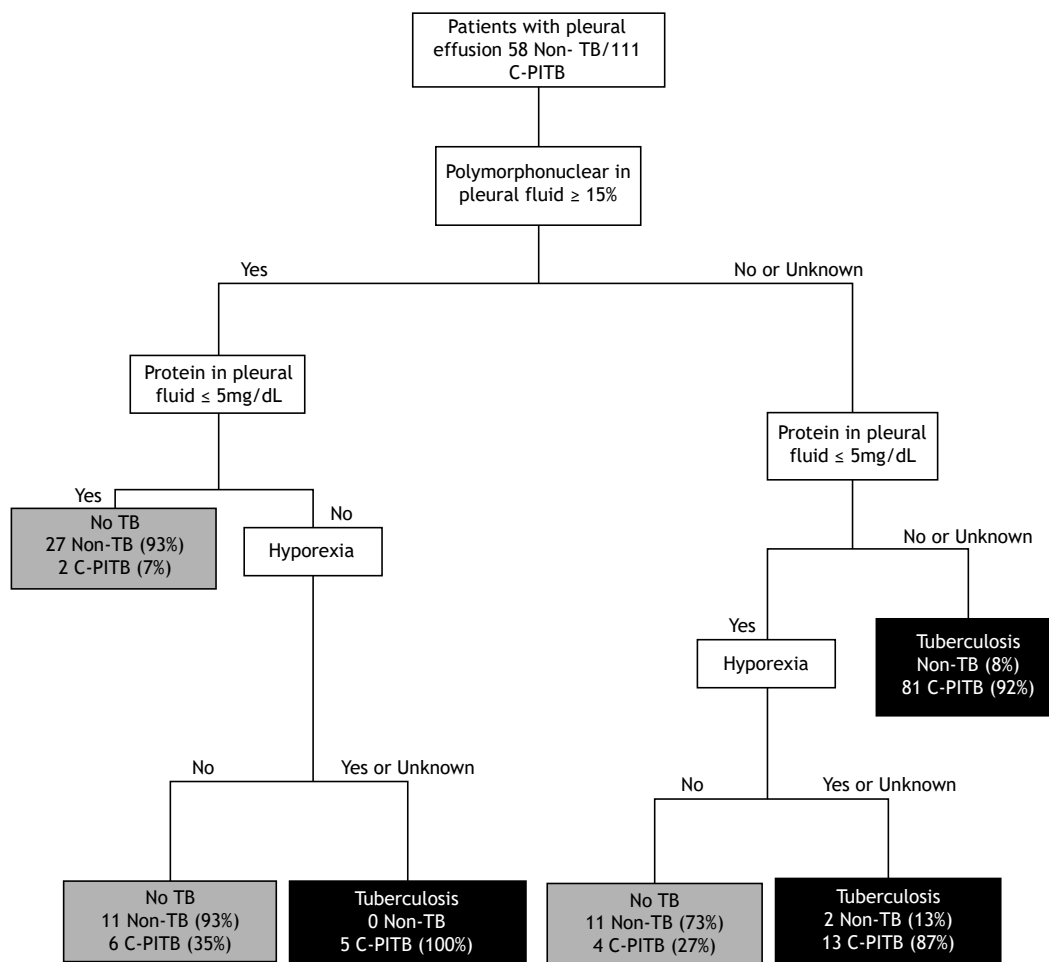 Patients with pleural
effusion 58 Non- TB/111
C-PITB
Polymorphonuclear in
pleural fluid ≥ 15%
Yes
No or Unknown
Protein in pleural
fluid ≤ 5mg/dL
Protein in pleural
fluid ≤ 5mg/dL
Yes
No TB
27 Non-TB (93%)
2 C-PITB (7%)
No
Hyporexia
No or Unknown
Yes
Hyporexia
Tuberculosis
Non-TB (8%)
81 C-PITB (92%)
No
Yes or Unknown
No
Yes or Unknown
No TB
11 Non-TB (93%)
6 C-PITB (35%)
Tuberculosis
0 Non-TB
5 C-PITB (100%)
No TB
11 Non-TB (73%)
4 C-PITB (27%)
Tuberculosis
2 Non-TB (13%)
13 C-PITB (87%)